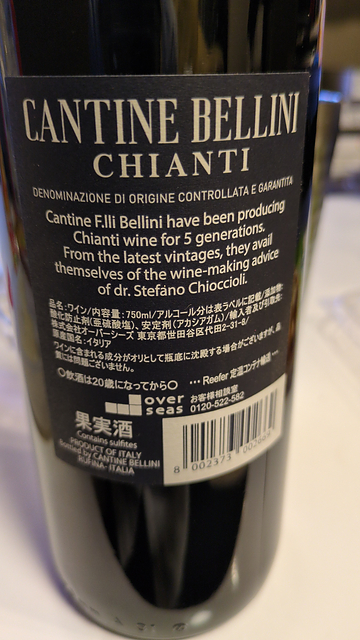 CANTINE BELLINI
CHIANTI
DENOMINAZIONE DI ORIGINE CONTROLLATA E GARANTITA
Cantine F.lli Bellini have been producing
Chianti wine for 5 generations.
From the latest vintages, they avail
themselves of the wine-making advice
of dr. Stefano Chioccioli.
品名:ワイン/内容量:750ml/アルコール分は表ラベルに記載/添加物:
酸化防止剤(亜硫酸塩)、安定剤(アカシアガム)/輸入者及び引取先:
株式会社オーバーシーズ 東京都世田谷区代田2-31-8/
原産国名:イタリア
ワインに含まれる成分がオリとして瓶底に沈殿する場合がございますが、品
質には問題ございません。
○飲酒は20歳になってから○
… Reefer 定温コンテナ輸送 …
over
seas
お客様相談室
0120-522-582
果実酒
Contains sulfites
PRODUCT OF ITALY
Bottled by CANTINE BELLINI
RUFINA- ITALIA
8 002373